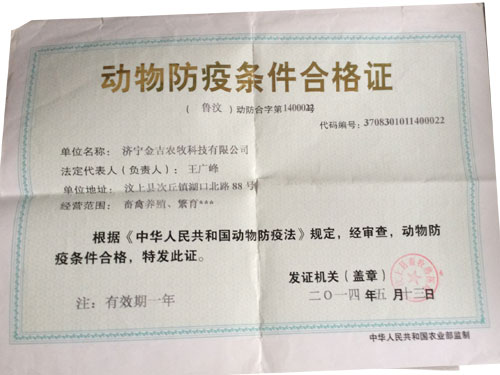 动物防疫条件合格证
（ 鲁汶 ）动防合字第140002号
代码编号：370830101140002​2
单位名称： 济宁金古农牧科技有限公司
法定代表人（负责人）： 王广峰
单位地址： 汶上县次丘镇湖口北路88号
经营范围： 畜禽养殖、繁育***
根据《中华人民共和国动物防疫法》规定，经审查，动物防
疫条件合格，特发此证。
发证机关（盖章）
二〇一四年五月十三日
注：有效期一年
中华人民共和国农业部监制